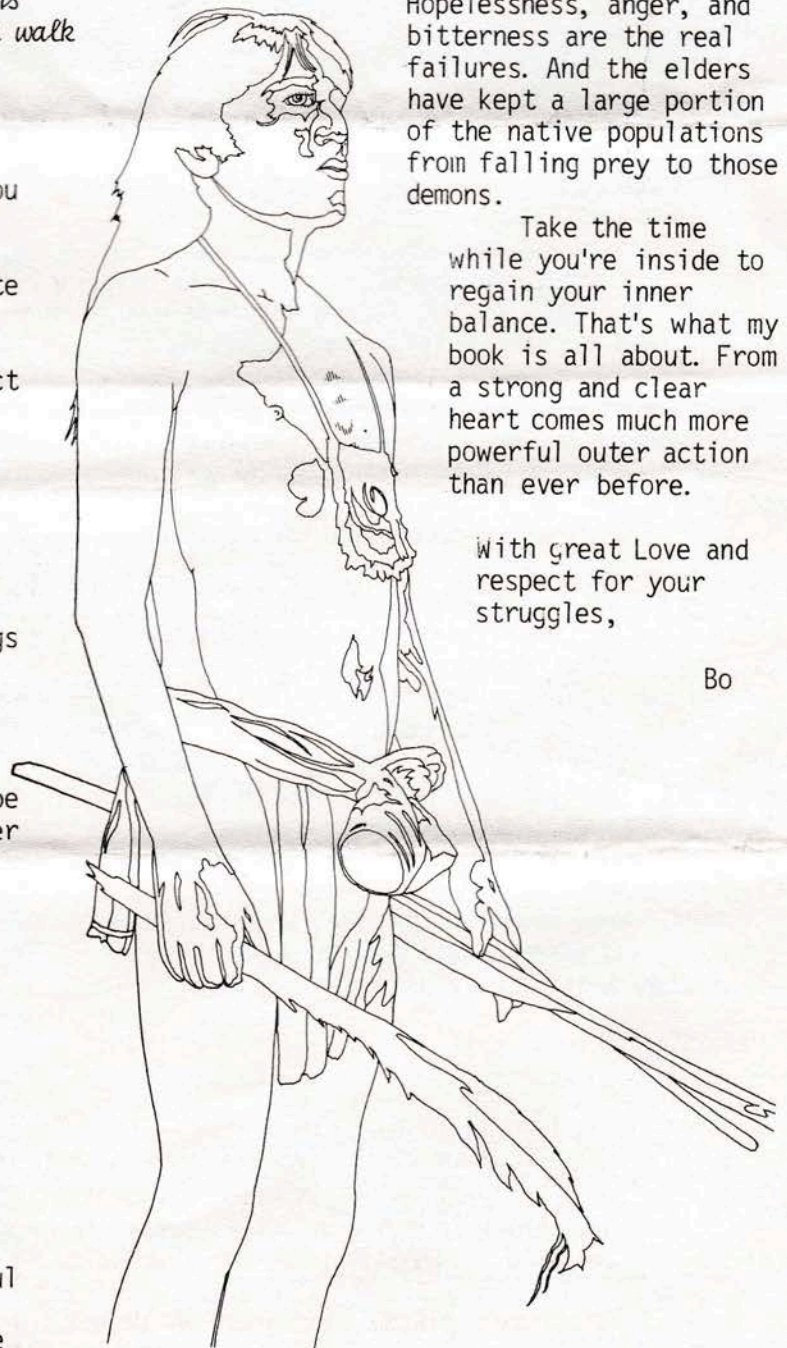 walk
Hopelessness, anger, and
bitterness are the real
failures. And the elders
have kept a large portion
of the native populations
from falling prey to those
demons.
Take the time
while you're inside to
regain your inner
balance. That's what my
book is all about. From
a strong and clear
heart comes much more
powerful outer action
than ever before.
With great Love and
respect for your
struggles,
Bo